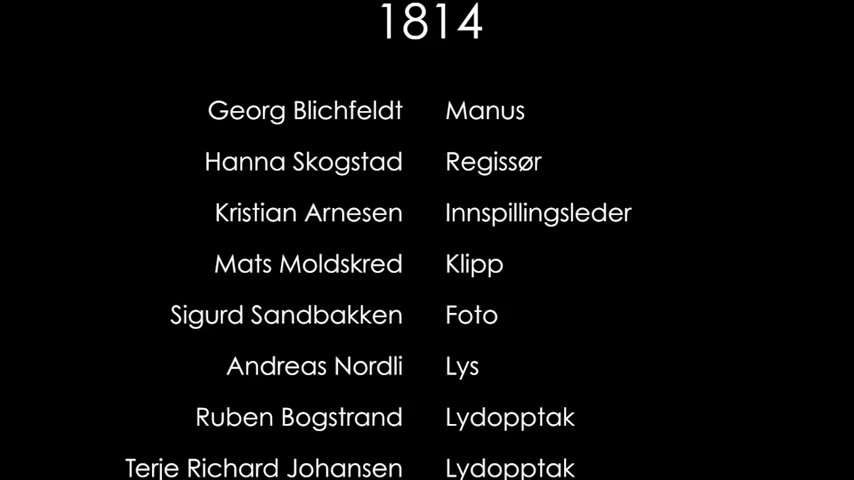 1814
Georg Blichfeldt Manus
Hanna Skogstad Regissør
Kristian Arnesen Innspillingsleder
Mats Moldskred Klipp
Sigurd Sandbakken Foto
Andreas Nordli Lys
Ruben Bogstrand Lydopptak
Terje Richard Johansen Lydopptak